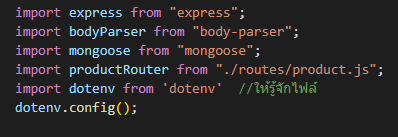 import express from "express";
import bodyParser from "body-parser";
import mongoose from "mongoose";
import productRouter from "./routes/product.js";
import dotenv from 'dotenv'  //ให้รู้จักไฟล์
dotenv.config();